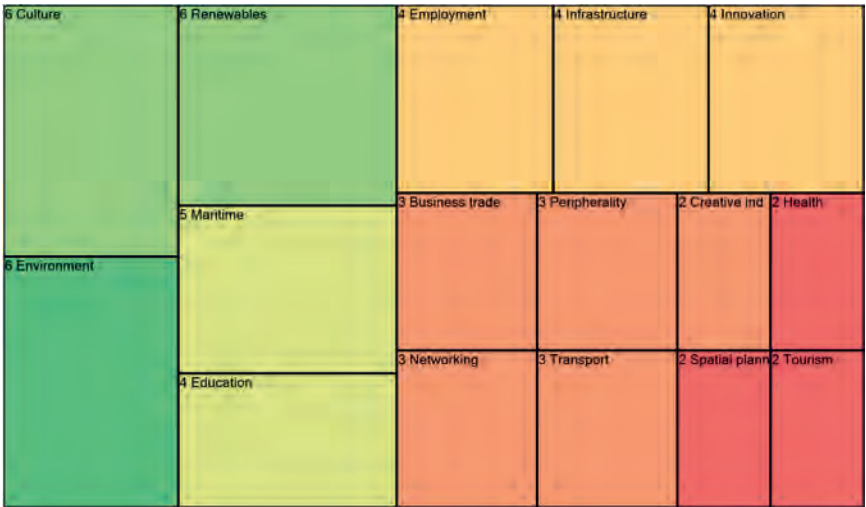 6 Culture
6 Renewables
4 Employment
4 Infrastructure
4 Innovation
3 Business trade
3 Peripherality
2 Creative ind
2 Health
5 Maritime
6 Environment
3 Networking
3 Transport
2 Spatial plann
2 Tourism
4 Education